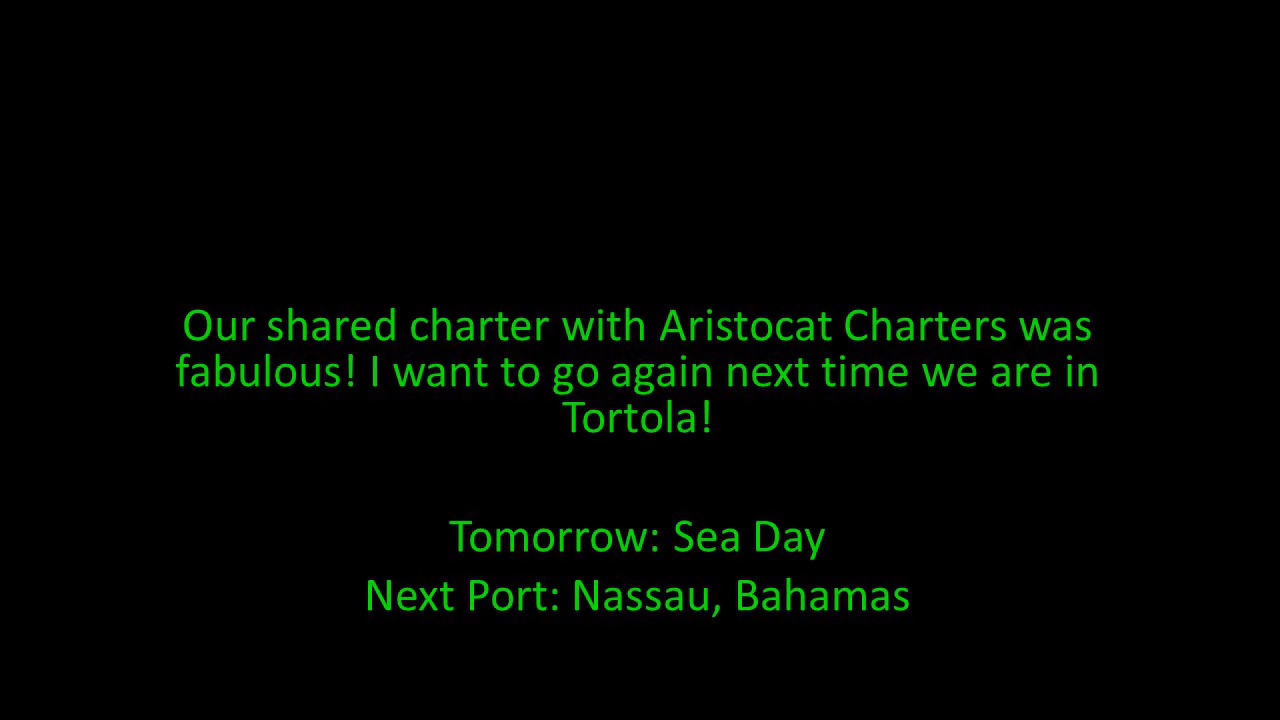 Our shared charter with Aristocat Charters was
fabulous! I want to go again next time we are in
Tortola!
Tomorrow: Sea Day
Next Port: Nassau, Bahamas